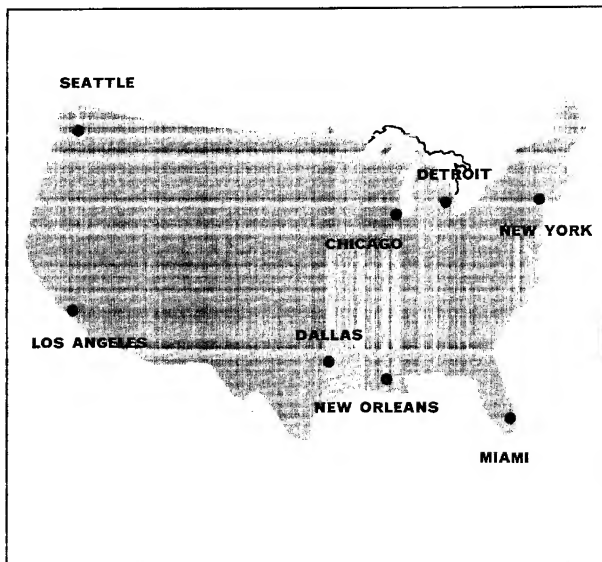 SEATTLE
DETROIT
NEW YORK
CHICAGO
DALLAS
LOS ANGELES
NEW ORLEANS
MIAMI